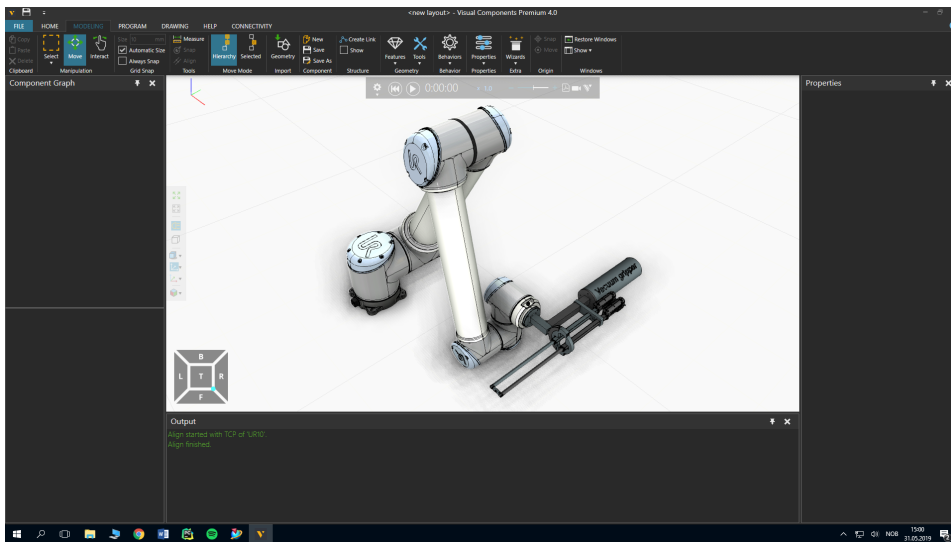 <new layout> - Visual Components Premium 4.0
FILE HOME MODELING PROGRAM DRAWING HELP CONNECTIVITY
Copy
Paste
Delete
Clipboard
Select Move Interact
Manipulation
Size 10 mm
Automatic Size
Always Snap
Grid Snap
Measure
Snap
Align
Tools
Hierarchy Selected
Move Mode
Geometry
Import
New
Save
Save As
Component
Create Link
Show
Structure
Features Tools
Geometry
Behaviors
Behavior
Properties
Properties
Wizards
Extra
Snap
Move
Origin
Restore Windows
Show
Windows
Component Graph
0:00:00
Properties
Vacuum gripper
B
L T R
F
Output
Align started with TCP of 'UR10'.
Align finished.
NOB
15:00
31.05.2019